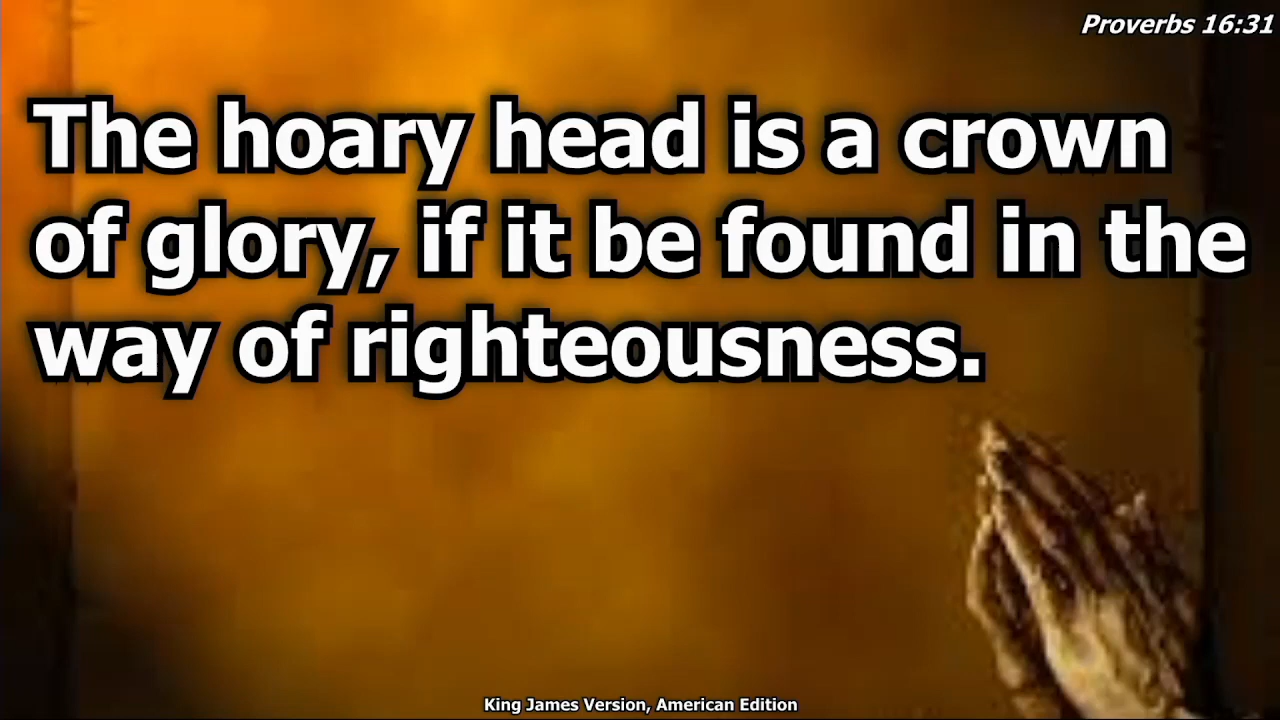 Proverbs 16:31
The hoary head is a crown
of glory, if it be found in the
way of righteousness.
King James Version, American Edition